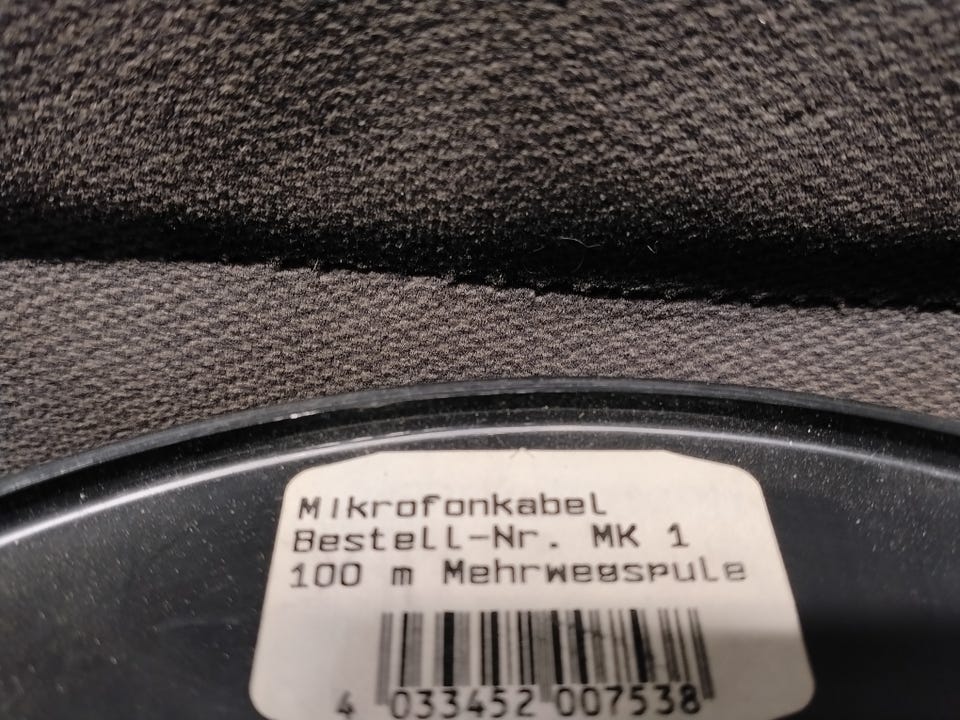 Mikrofonkabel
Bestell-Nr. MK 1
100 m Mehrwegspule
4 033452 007538